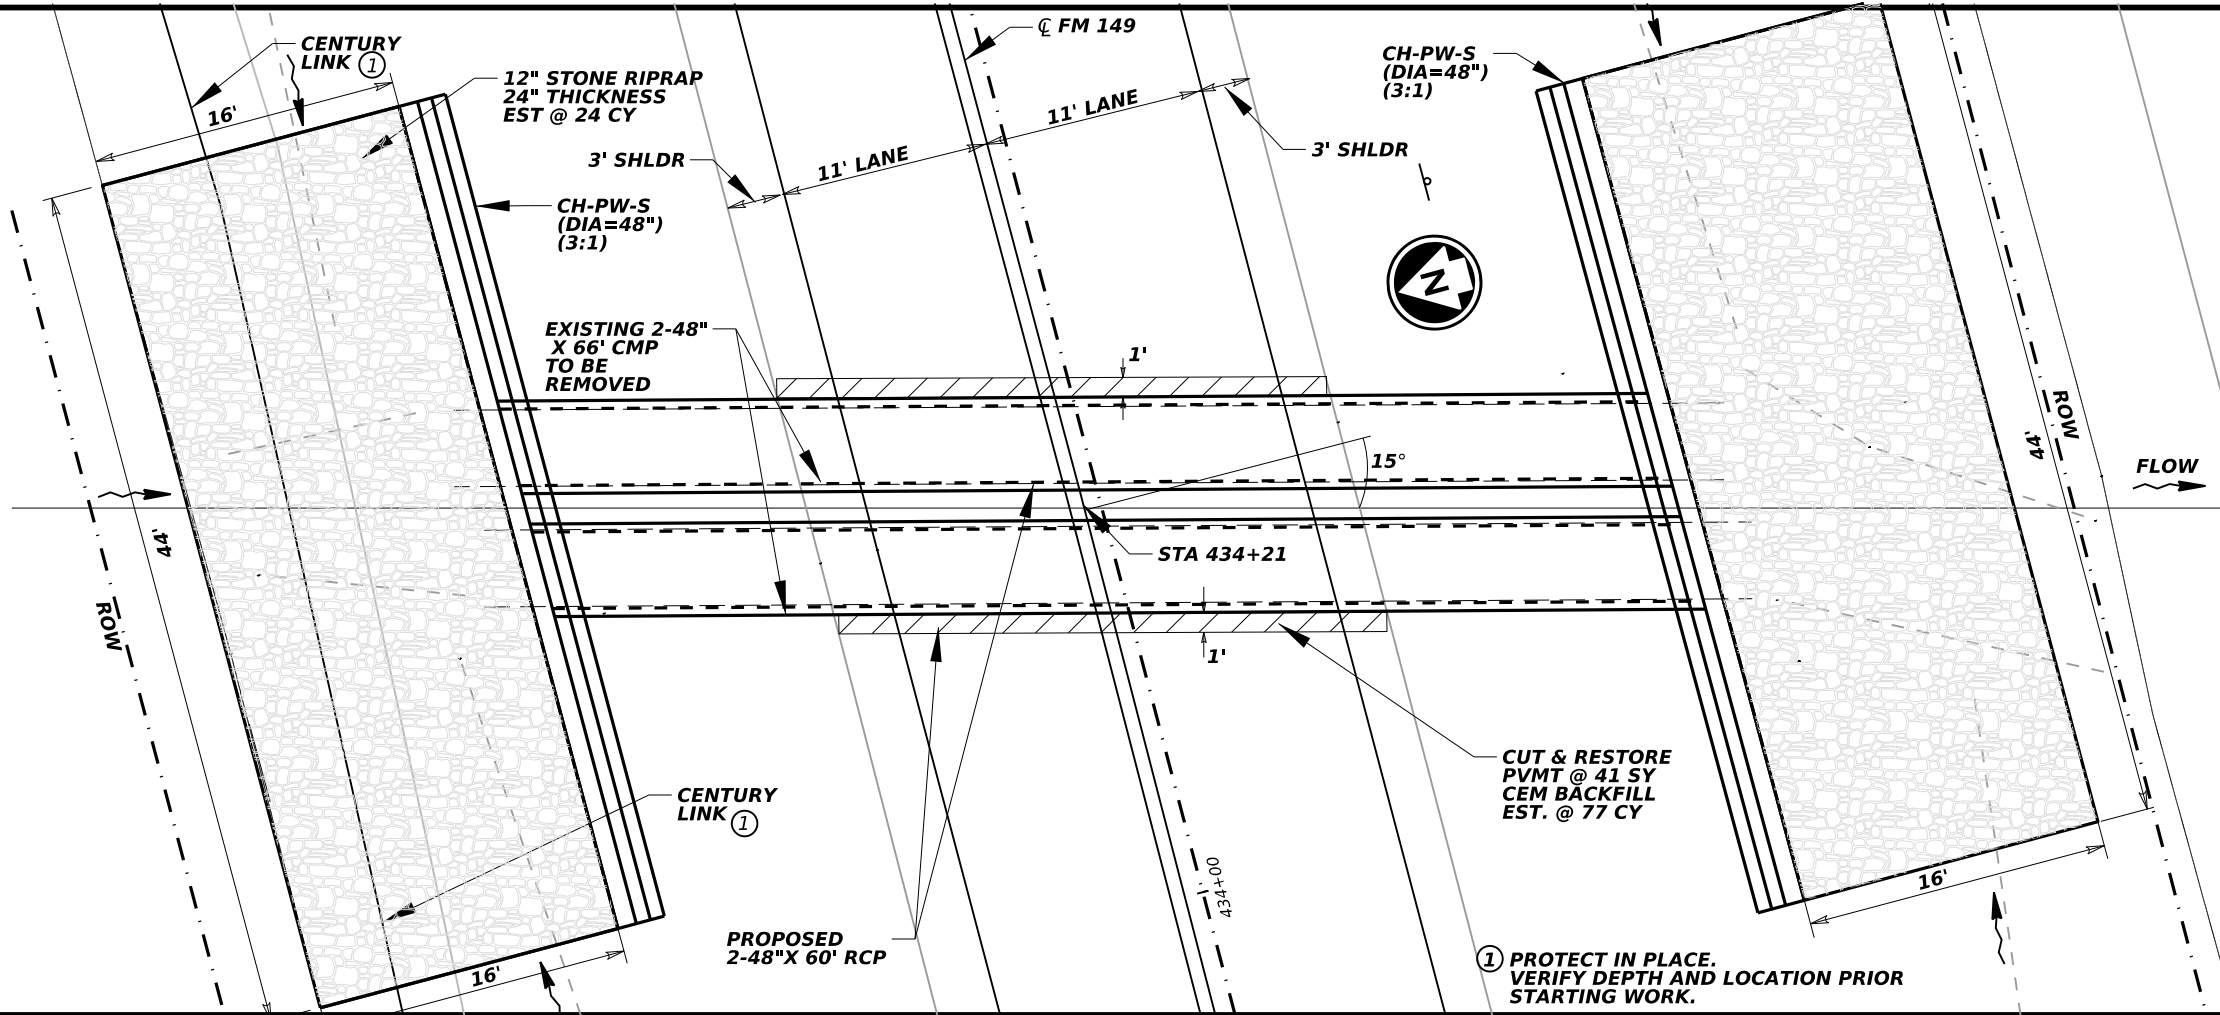 CENTURY
LINK 1
16'
12" STONE RIPRAP
24" THICKNESS
EST @ 24 CY
℄ FM 149
CH-PW-S
(DIA=48")
(3:1)
11' LANE
11' LANE
3' SHLDR
3' SHLDR
CH-PW-S
(DIA=48")
(3:1)
N
EXISTING 2-48"
X 66' CMP
TO BE
REMOVED
1'
ROW
44'
15°
FLOW
44'
STA 434+21
ROW
1'
CUT & RESTORE
PVMT @ 41 SY
CEM BACKFILL
EST. @ 77 CY
CENTURY
LINK 1
434+00
16'
PROPOSED
2-48"X 60' RCP
16'
1 PROTECT IN PLACE.
VERIFY DEPTH AND LOCATION PRIOR
STARTING WORK.